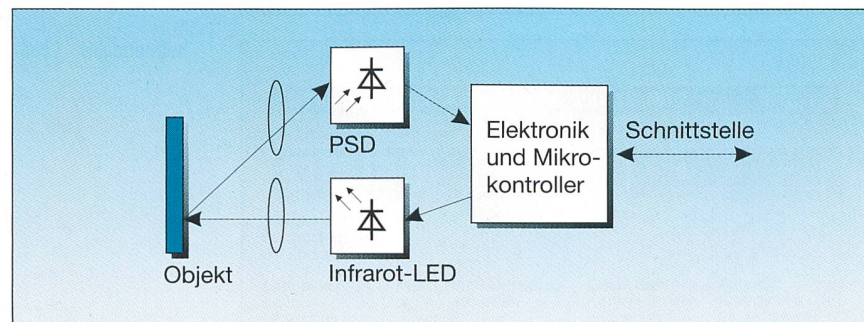 PSD
Elektronik
und Mikro-
kontroller
Schnittstelle
Objekt
Infrarot-LED